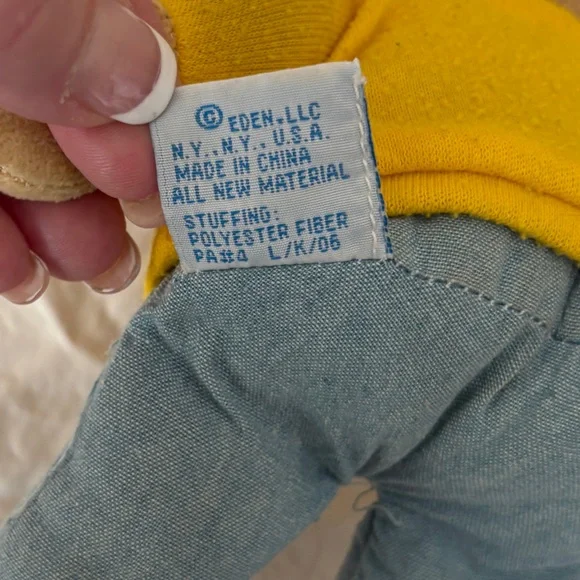 © EDEN, LLC
N.Y., N.Y., U.S.A.
MADE IN CHINA
ALL NEW MATERIAL
STUFFING:
POLYESTER FIBER
PA#4 L/K/06